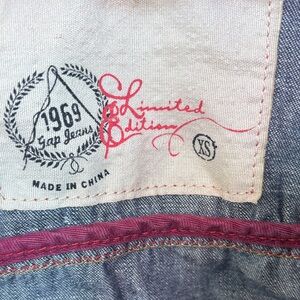 1969
Gap Jeans
MADE IN CHINA
Limited
Edition
XS